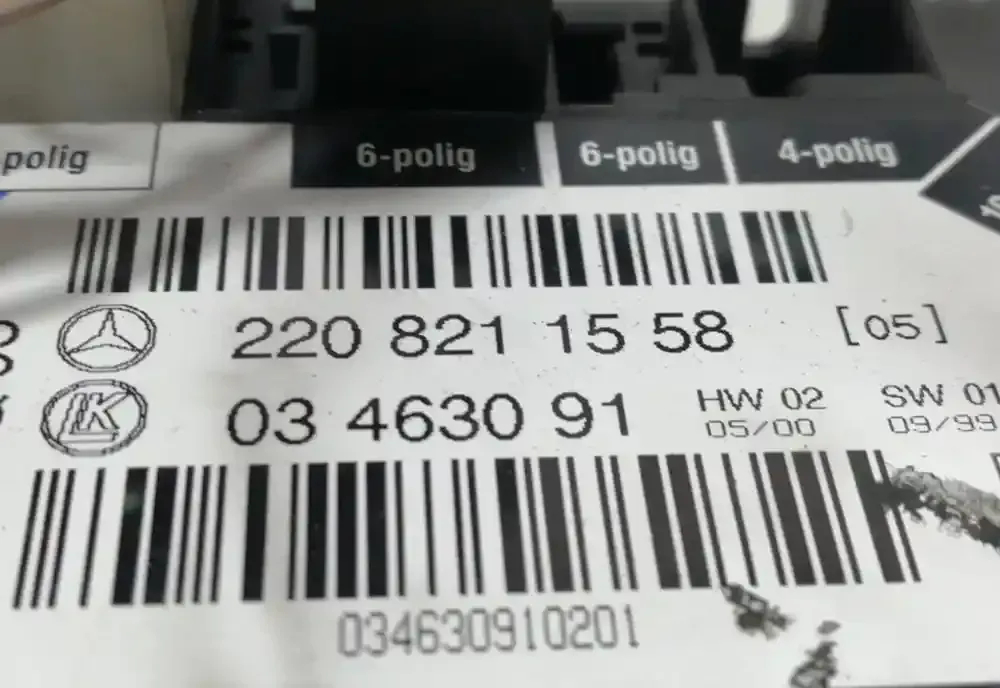 polig
6-polig
6-polig
4-polig
220 821 15 58 [05]
LK
03 4630 91 HW 02 SW 01
05/00 09/99
034630910201